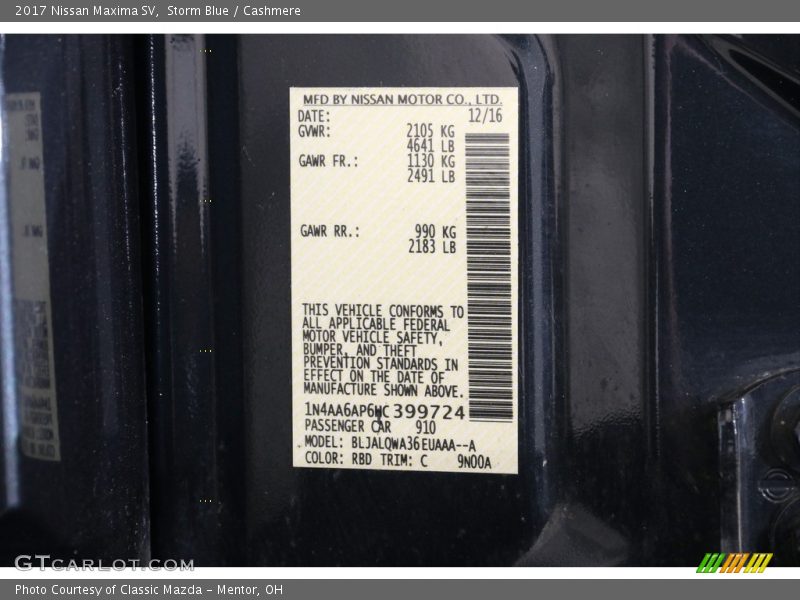 2017 Nissan Maxima SV, Storm Blue / Cashmere
MFD BY NISSAN MOTOR CO., LTD.
DATE: 12/16
GVWR: 2105 KG
4641 LB
GAWR FR.: 1130 KG
2491 LB
GAWR RR.: 990 KG
2183 LB
THIS VEHICLE CONFORMS TO
ALL APPLICABLE FEDERAL
MOTOR VEHICLE SAFETY,
BUMPER, AND THEFT
PREVENTION STANDARDS IN
EFFECT ON THE DATE OF
MANUFACTURE SHOWN ABOVE.
1N4AA6AP6HC399724
PASSENGER CAR 910
MODEL: BLJALQWA36EUAAA--A
COLOR: RBD TRIM: C 9N00A
GTCARLOT.COM
Photo Courtesy of Classic Mazda - Mentor, OH